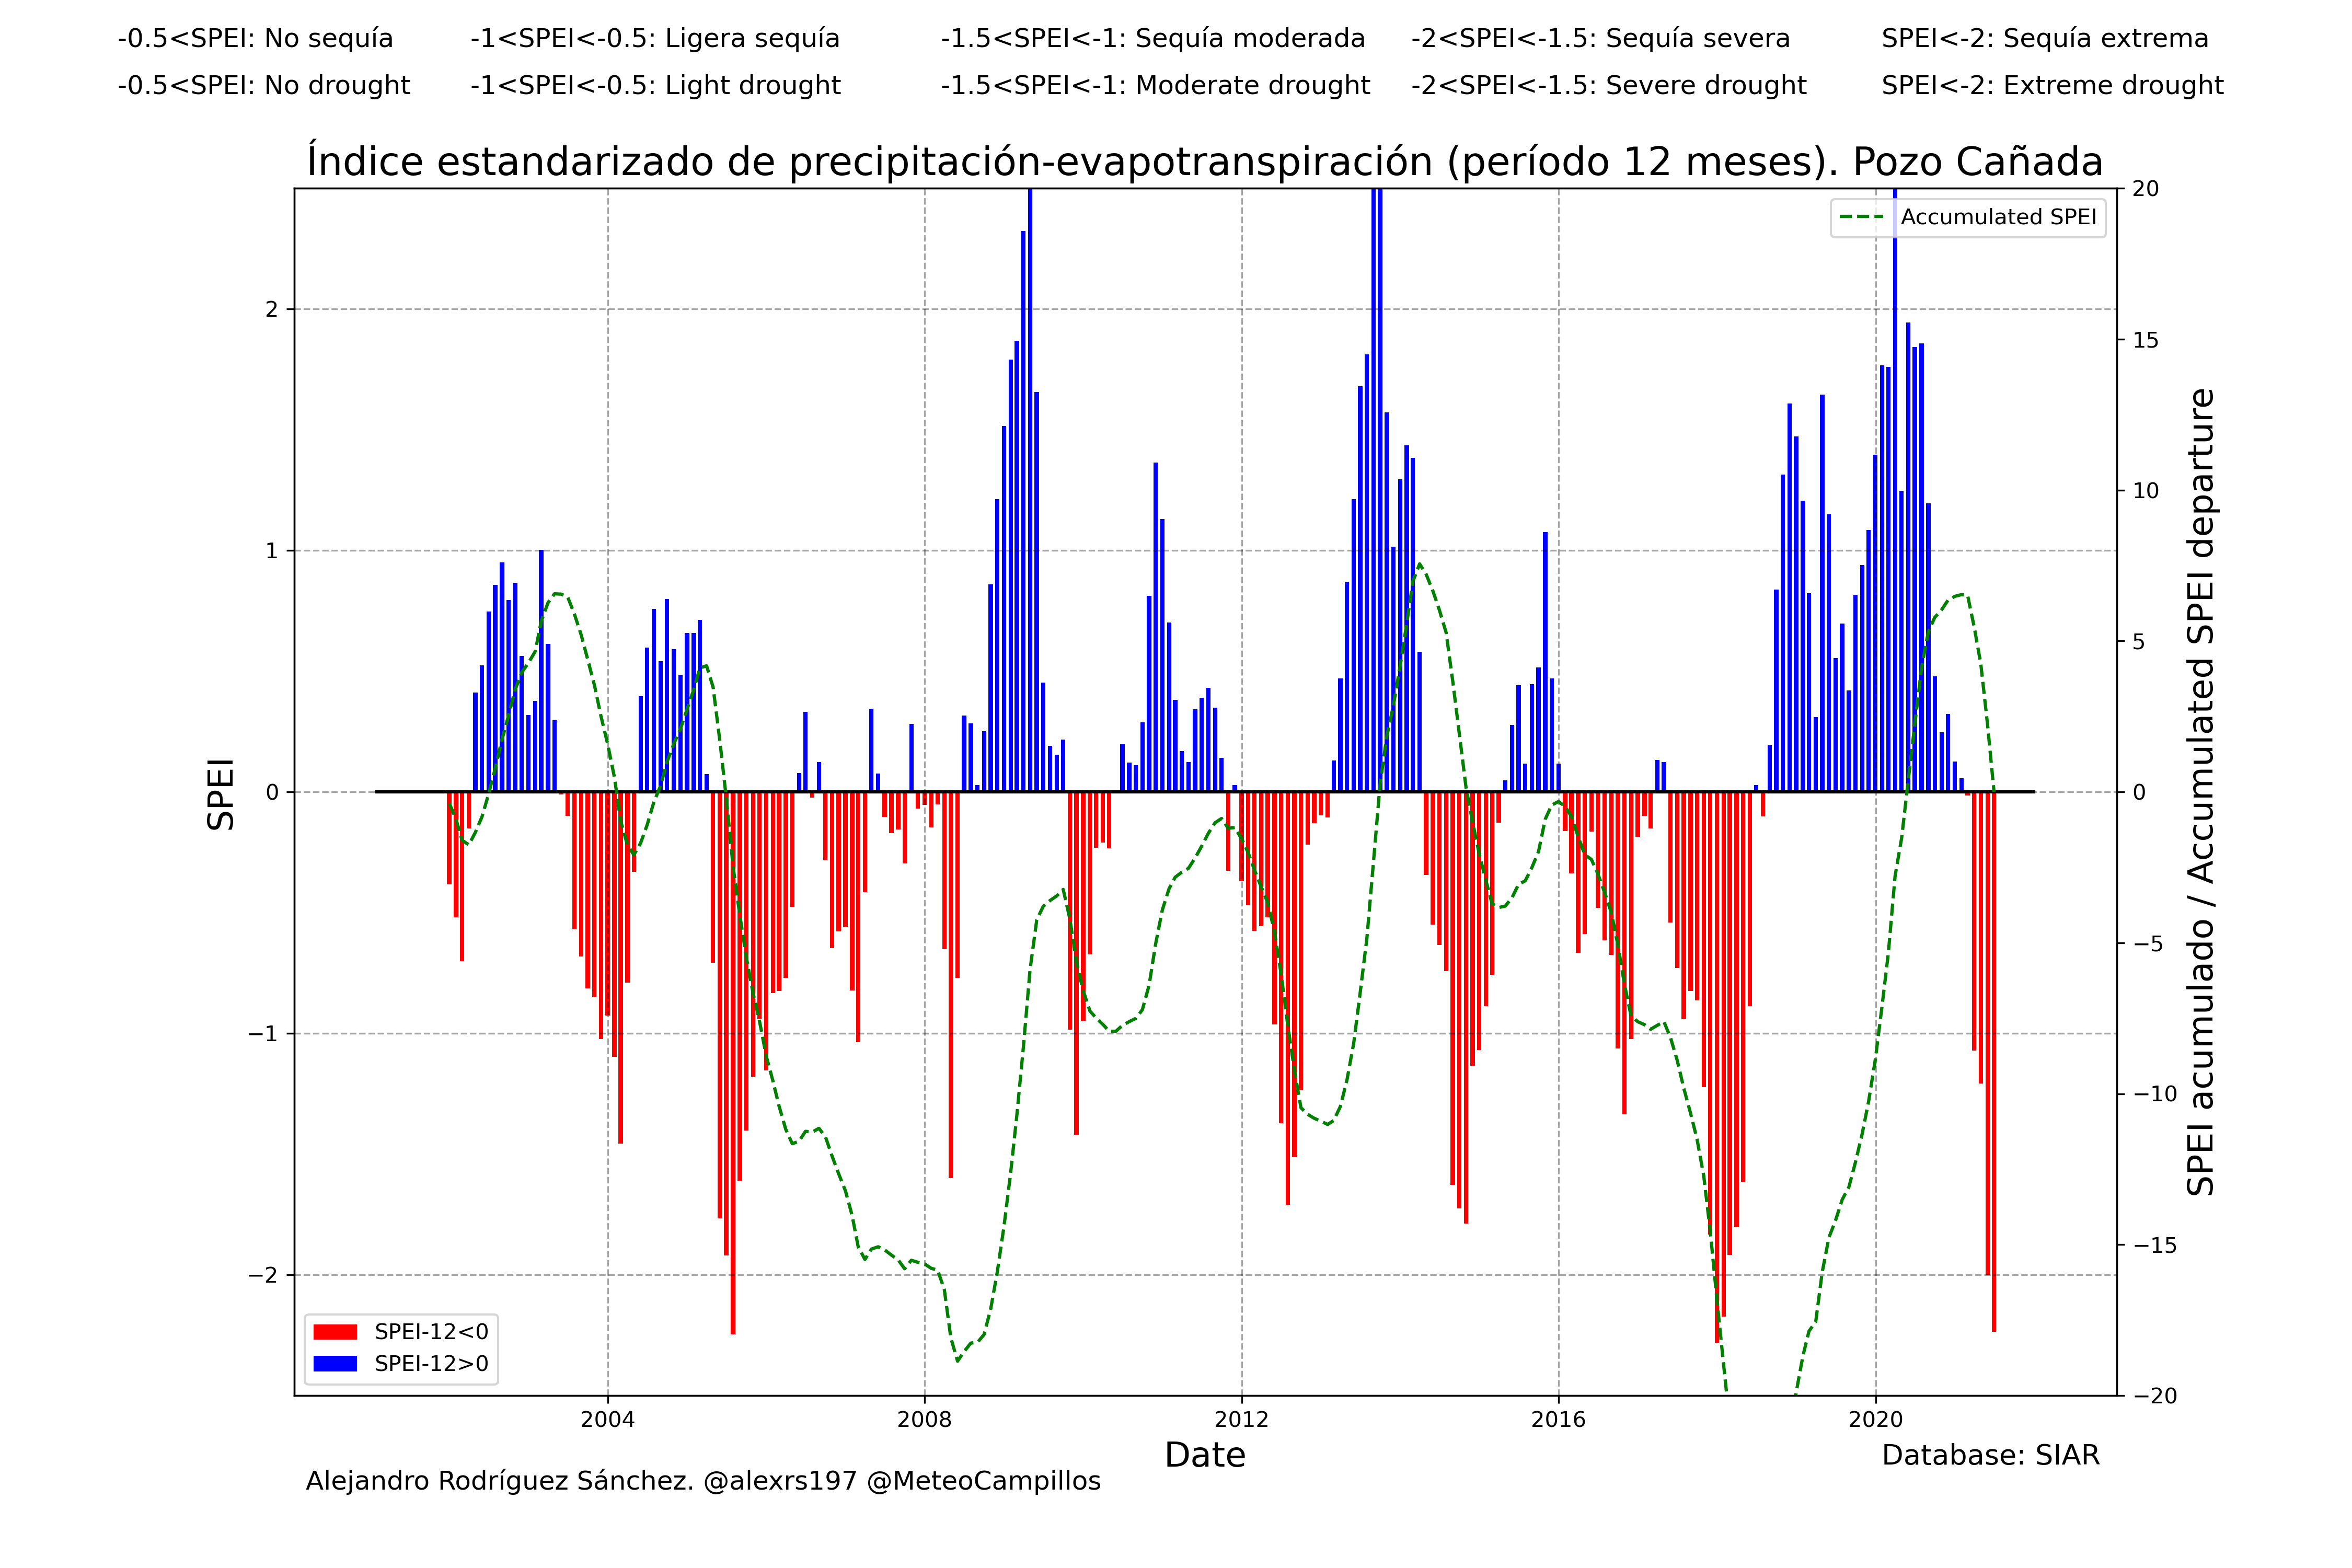 -0.5<SPEI: No sequía -1<SPEI<-0.5: Ligera sequía -1.5<SPEI<-1: Sequía moderada -2<SPEI<-1.5: Sequía severa SPEI<-2: Sequía extrema
-0.5<SPEI: No drought -1<SPEI<-0.5: Light drought -1.5<SPEI<-1: Moderate drought -2<SPEI<-1.5: Severe drought SPEI<-2: Extreme drought
Índice estandarizado de precipitación-evapotranspiración (período 12 meses). Pozo Cañada
Accumulated SPEI
SPEI
2
1
0
−1
−2
20
15
10
5
0
−5
−10
−15
−20
SPEI acumulado / Accumulated SPEI departure
SPEI-12<0
SPEI-12>0
2004 2008 2012 2016 2020
Date
Database: SIAR
Alejandro Rodríguez Sánchez. @alexrs197 @MeteoCampillos